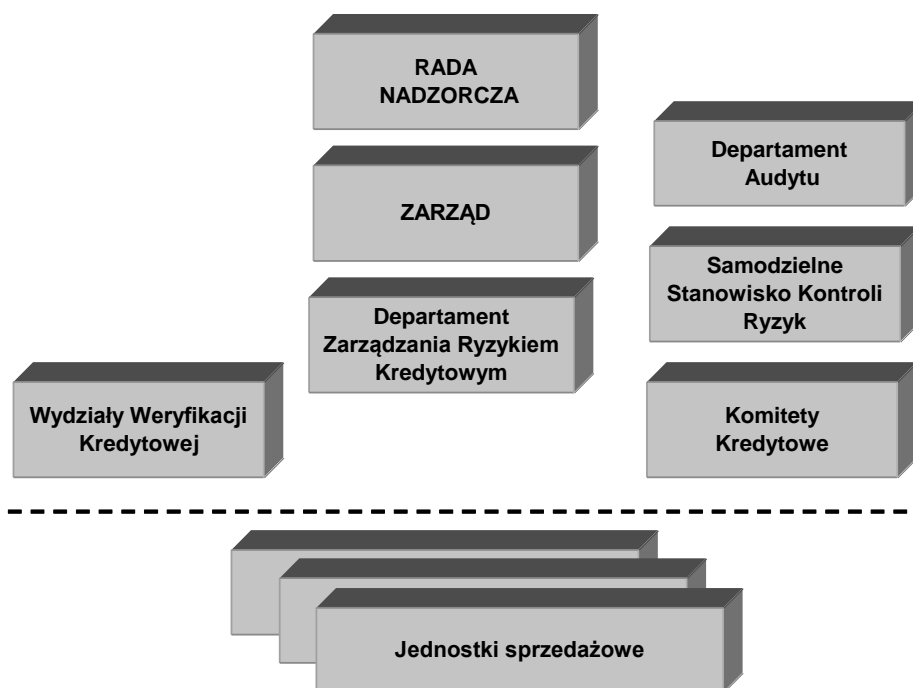 RADA
NADZORCZA
Departament
Audytu
ZARZĄD
Samodzielne
Stanowisko Kontroli
Ryzyk
Departament
Zarządzania Ryzykiem
Kredytowym
Wydziały Weryfikacji
Kredytowej
Komitety
Kredytowe
Jednostki sprzedażowe